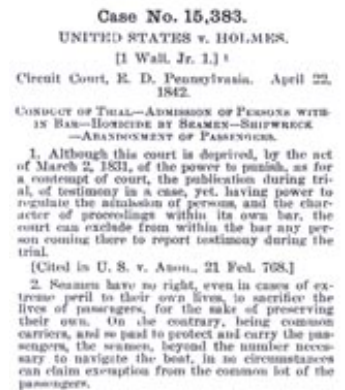 Case No. 15,383.
UNITED STATES v. HOLMES.
[1 Wall. Jr. 1.] 1
Circuit Court, E. D. Pennsylvania. April 22,
1842.
CONDUCT OF TRIAL—ADMISSION OF PERSONS WITH-
IN BAR—HOMICIDE BY SEAMEN—SHIPWRECK
—ABANDONMENT OF PASSENGERS.
1. Although this court is deprived, by the act
of March 2, 1831, of the power to punish, as for
a contempt of court, the publication during tri-
al, of testimony in a case, yet, having power to
regulate the admission of persons, and the char-
acter of proceedings within its own bar, the
court can exclude from within the bar any per-
son coming there to report testimony during the
trial.
[Cited in U. S. v. Anon., 21 Fed. 768.]
2. Seamen have no right, even in cases of ex-
treme peril to their own lives, to sacrifice the
lives of passengers, for the sake of preserving
their own. On the contrary, being common
carriers, and so paid to protect and carry the pas-
sengers, the seamen, beyond the number neces-
sary to navigate the boat, in no circumstances
can claim exemption from the common lot of the
passengers.